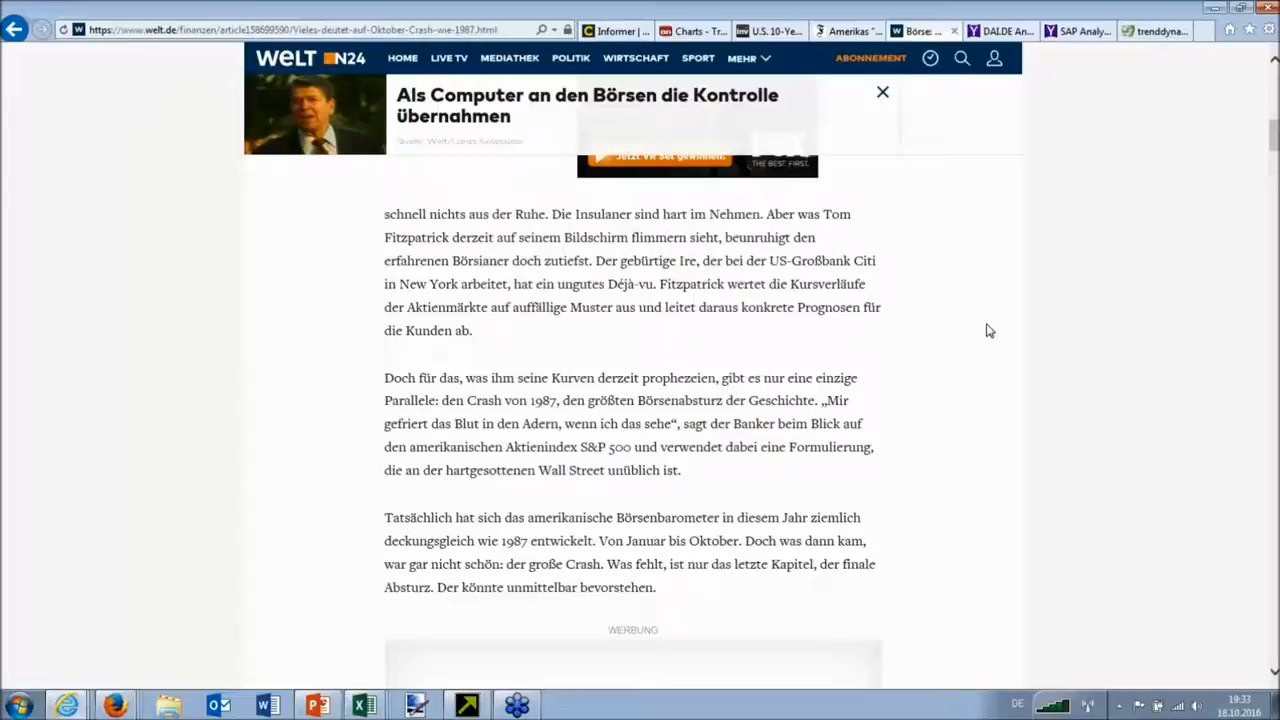 https://www.welt.de/finanzen/article158699590/Vieles-deutet-auf-Oktober-Crash-wie-1987.html
Informer | ...
Charts - Tr...
U.S. 10-Ye...
Amerikas "...
Börse: ...
DAI.DE An...
SAP Analy...
trenddyna...
WELT N24
HOME LIVE TV MEDIATHEK POLITIK WIRTSCHAFT SPORT MEHR
ABONNEMENT
Als Computer an den Börsen die Kontrolle
übernahmen
Quelle: Welt/
Jetzt VR Set gewinnen!
THE BEST FIRST.
schnell nichts aus der Ruhe. Die Insulaner sind hart im Nehmen. Aber was Tom
Fitzpatrick derzeit auf seinem Bildschirm flimmern sieht, beunruhigt den
erfahrenen Börsianer doch zutiefst. Der gebürtige Ire, der bei der US-Großbank Citi
in New York arbeitet, hat ein ungutes Déjà-vu. Fitzpatrick wertet die Kursverläufe
der Aktienmärkte auf auffällige Muster aus und leitet daraus konkrete Prognosen für
die Kunden ab.
Doch für das, was ihm seine Kurven derzeit prophezeien, gibt es nur eine einzige
Parallele: den Crash von 1987, den größten Börsenabsturz der Geschichte. „Mir
gefriert das Blut in den Adern, wenn ich das sehe“, sagt der Banker beim Blick auf
den amerikanischen Aktienindex S&P 500 und verwendet dabei eine Formulierung,
die an der hartgesottenen Wall Street unüblich ist.
Tatsächlich hat sich das amerikanische Börsenbarometer in diesem Jahr ziemlich
deckungsgleich wie 1987 entwickelt. Von Januar bis Oktober. Doch was dann kam,
war gar nicht schön: der große Crash. Was fehlt, ist nur das letzte Kapitel, der finale
Absturz. Der könnte unmittelbar bevorstehen.
WERBUNG
DE
19:33
18.10.2016